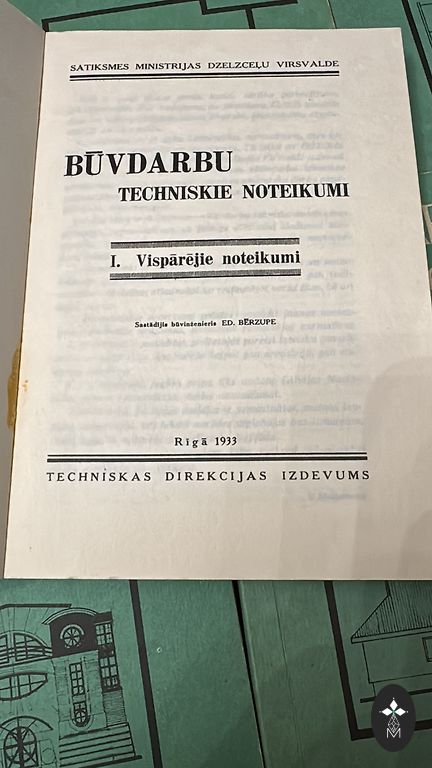 SATIKSMES MINISTRIJAS DZELZCEĻU VIRSVALDE
BŪVDARBU
TECHNISKIE NOTEIKUMI
I. Vispārējie noteikumi
Sastādījis būvinženieris ED. BĒRZUPE
Rīgā 1933
TECHNISKAS DIREKCIJAS IZDEVUMS